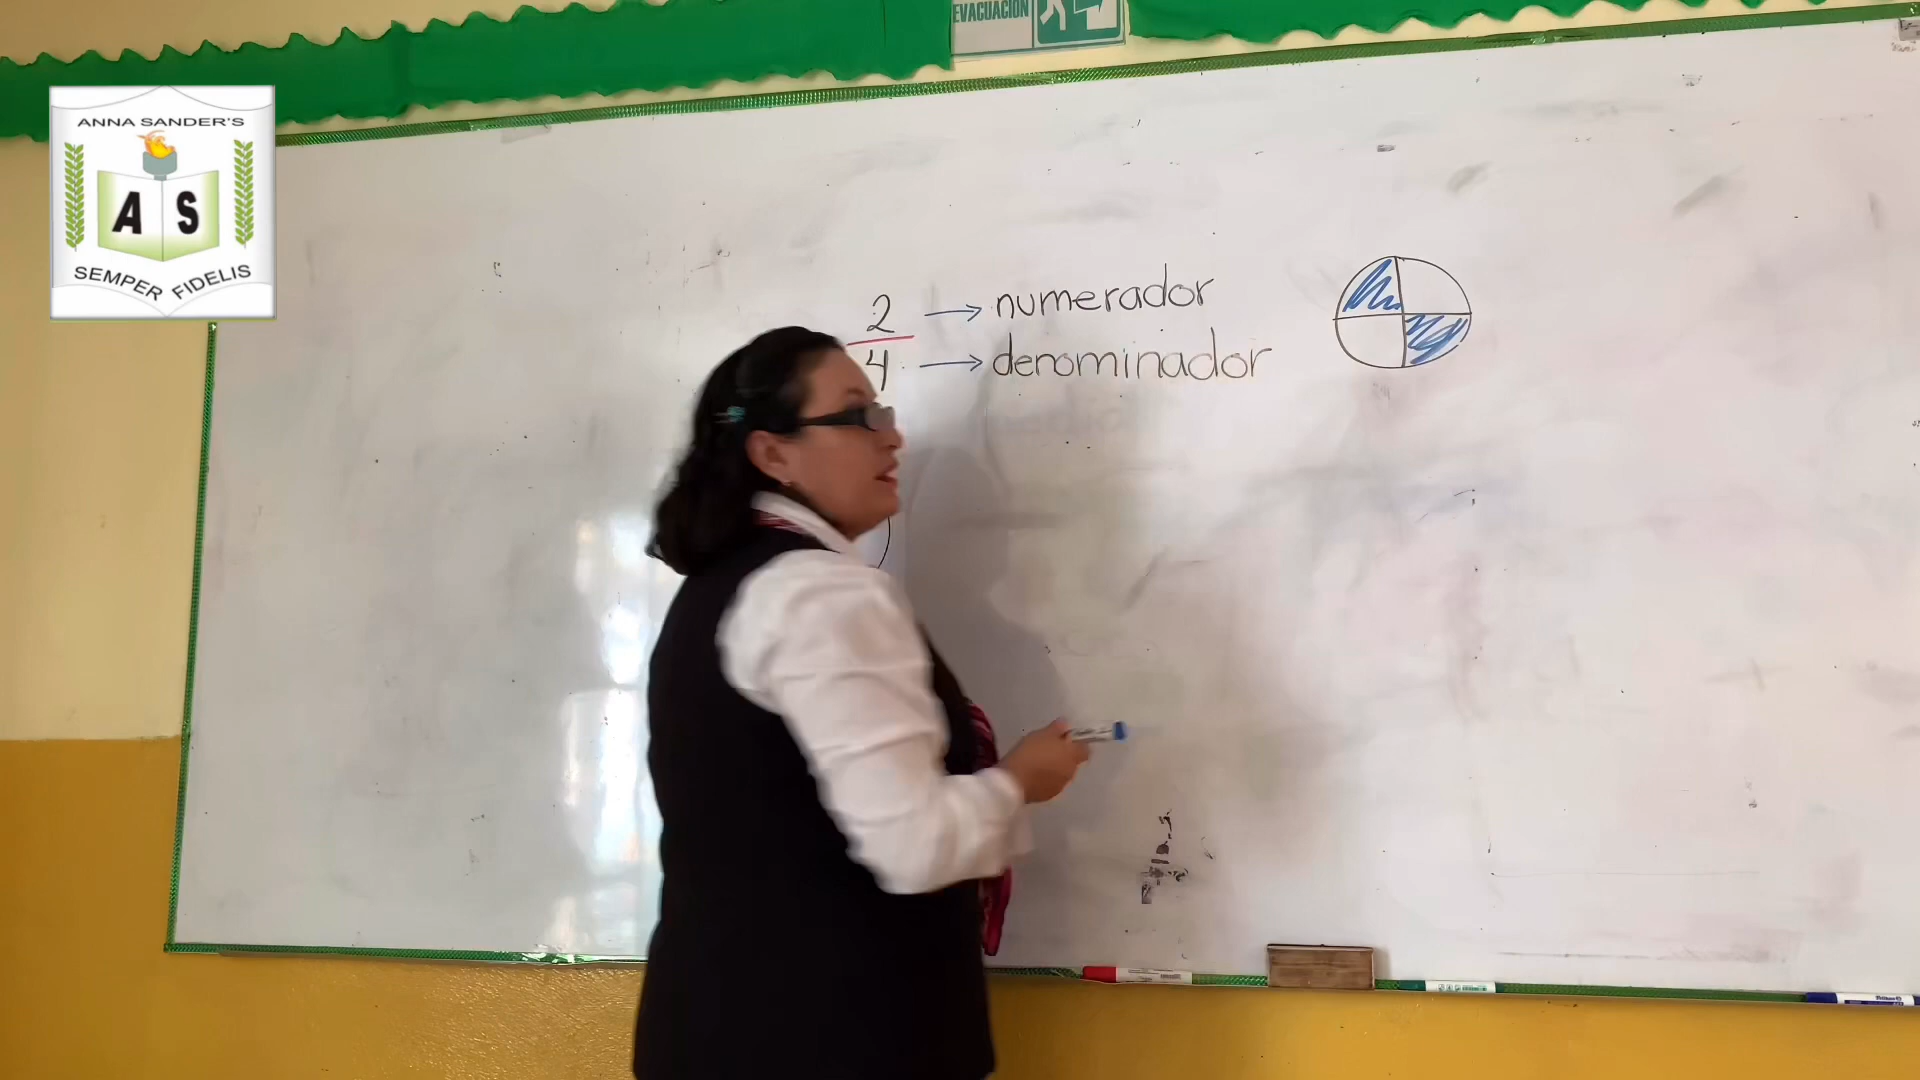 EVACUACIÓN
ANNA SANDER'S
A S
SEMPER FIDELIS
2 → numerador
4 → denominador